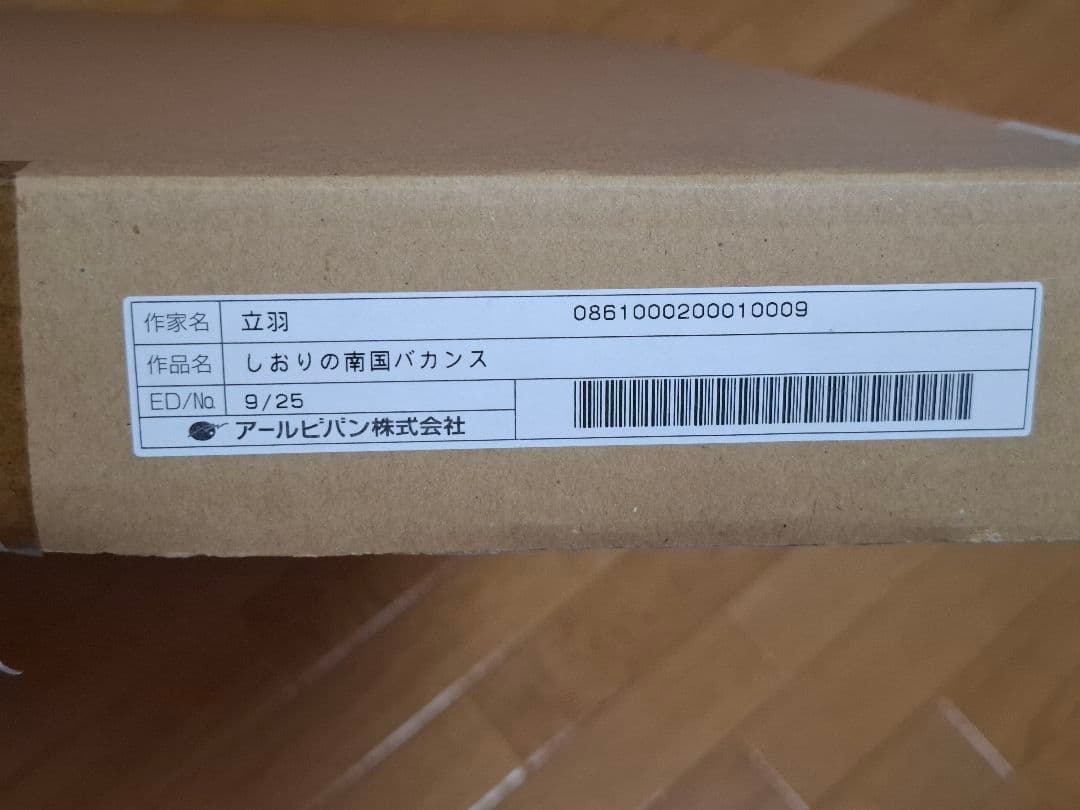 作家名 立羽 0861000200010009
作品名 しおりの南国バカンス
ED/No. 9/25
アールビバン株式会社